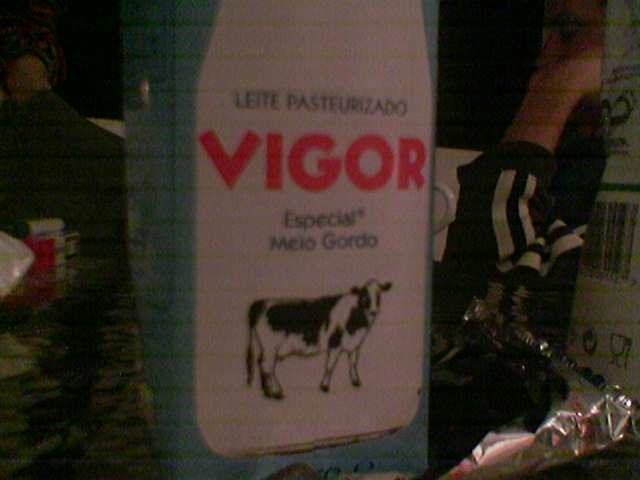 LEITE PASTEURIZADO
VIGOR
Especial*
Meio Gordo